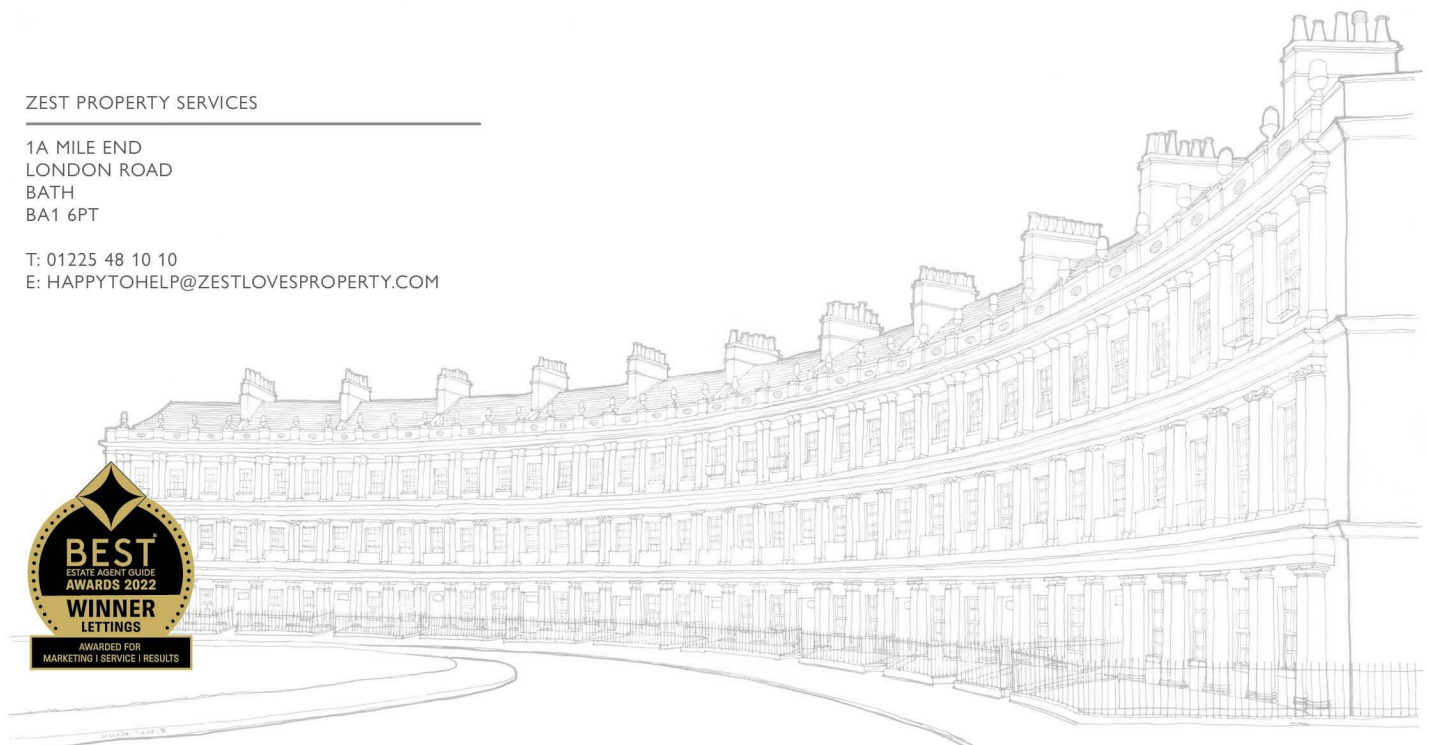 ZEST PROPERTY SERVICES
1A MILE END
LONDON ROAD
BATH
BA1 6PT
T: 01225 48 10 10
E: HAPPYTOHELP@ZESTLOVESPROPERTY.COM
BEST
ESTATE AGENT GUIDE
AWARDS 2022
WINNER
LETTINGS
AWARDED FOR
MARKETING | SERVICE | RESULTS